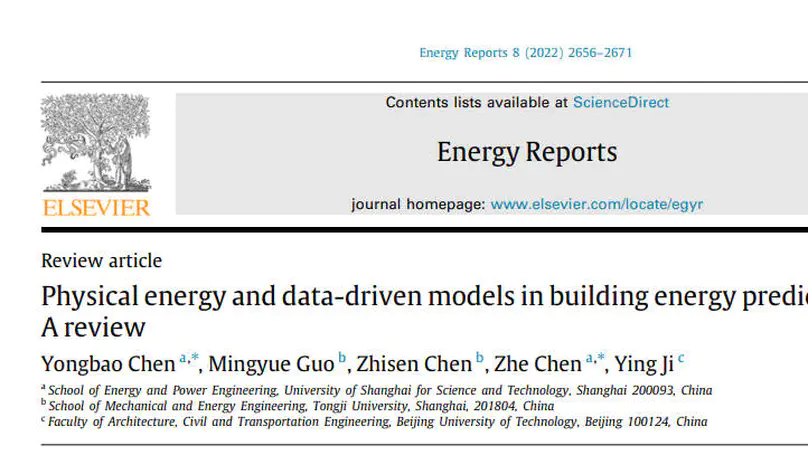 Energy Reports 8 (2022) 2656–2671
Contents lists available at ScienceDirect
Energy Reports
journal homepage: www.elsevier.com/locate/egyr
ELSEVIER
Review article
Physical energy and data-driven models in building energy
A review
Yongbao Chen a,*, Mingyue Guo b, Zhisen Chen b, Zhe Chen a,*, Ying Ji c
a School of Energy and Power Engineering, University of Shanghai for Science and Technology, Shanghai 200093, China
b School of Mechanical and Energy Engineering, Tongji University, Shanghai, 201804, China
c Faculty of Architecture, Civil and Transportation Engineering, Beijing University of Technology, Beijing 100124, China